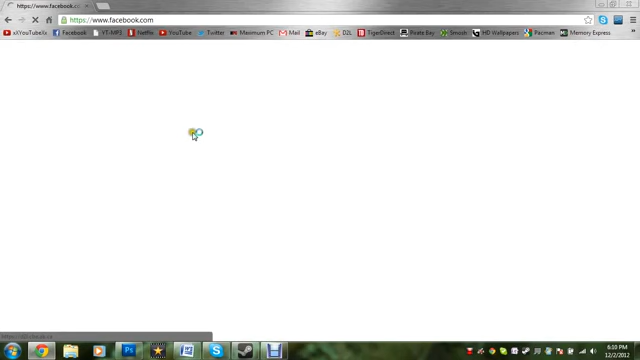 https://www.facebook.co
https://www.facebook.com
xXYouTubeXx Facebook YT-MP3 Netflix YouTube Twitter Maximum PC Mail eBay D2L TigerDirect Pirate Bay Smosh HD Wallpapers Pacman Memory Express
6:10 PM
12/2/2012